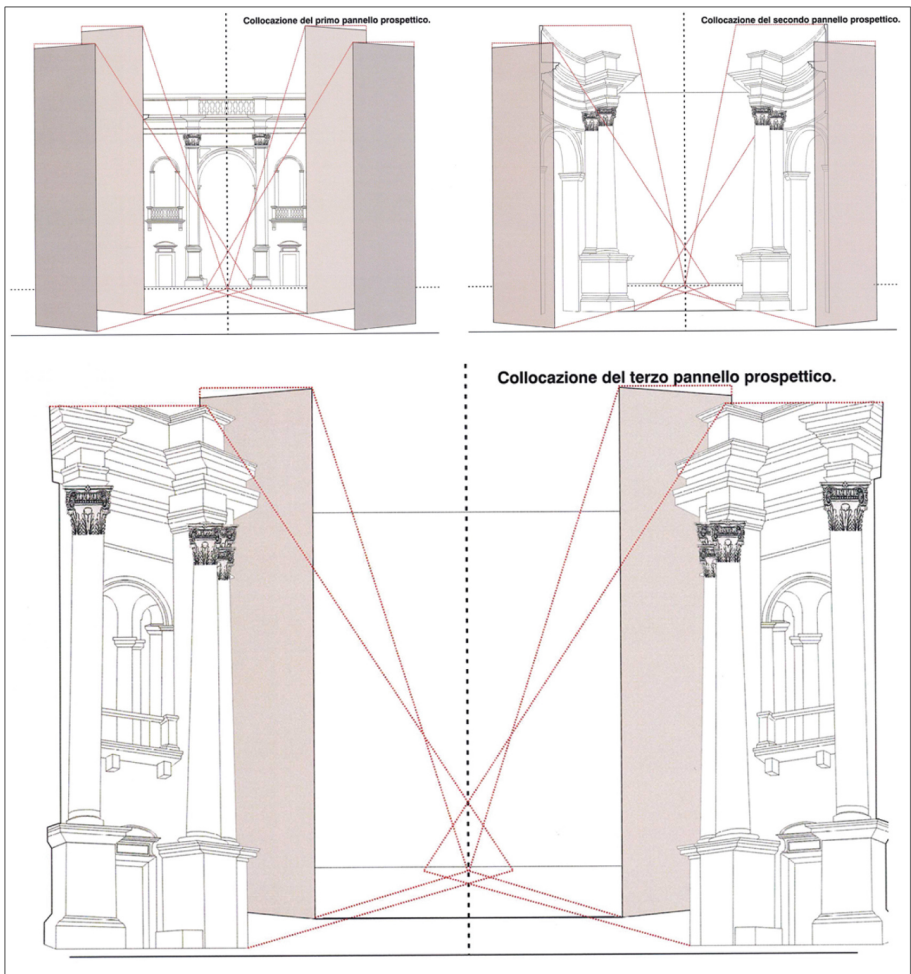 Collocazione del primo pannello prospettico.
Collocazione del secondo pannello prospettico.
Collocazione del terzo pannello prospettico.